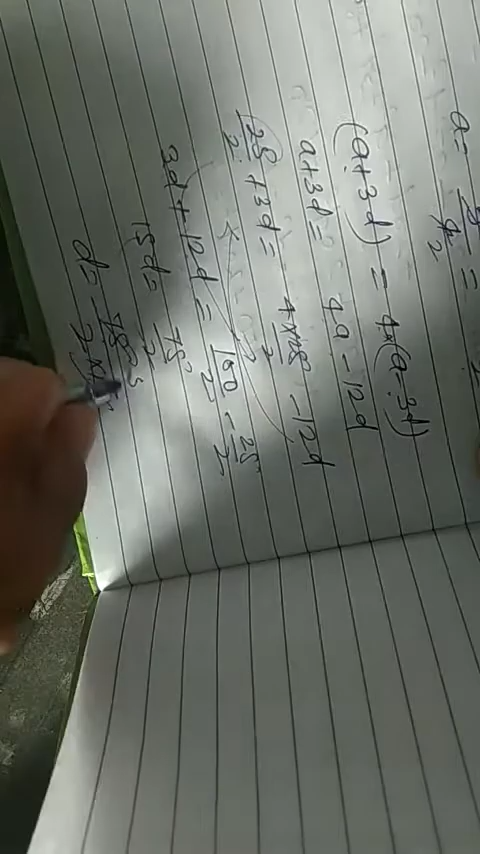 a =
(a+3d) = 4×(a-3d)
a+3d = 4a - 12d
25/2 + 3d = 4×25/2 - 12d
3d + 12d = 100/2 - 25/2
15d = 75/2